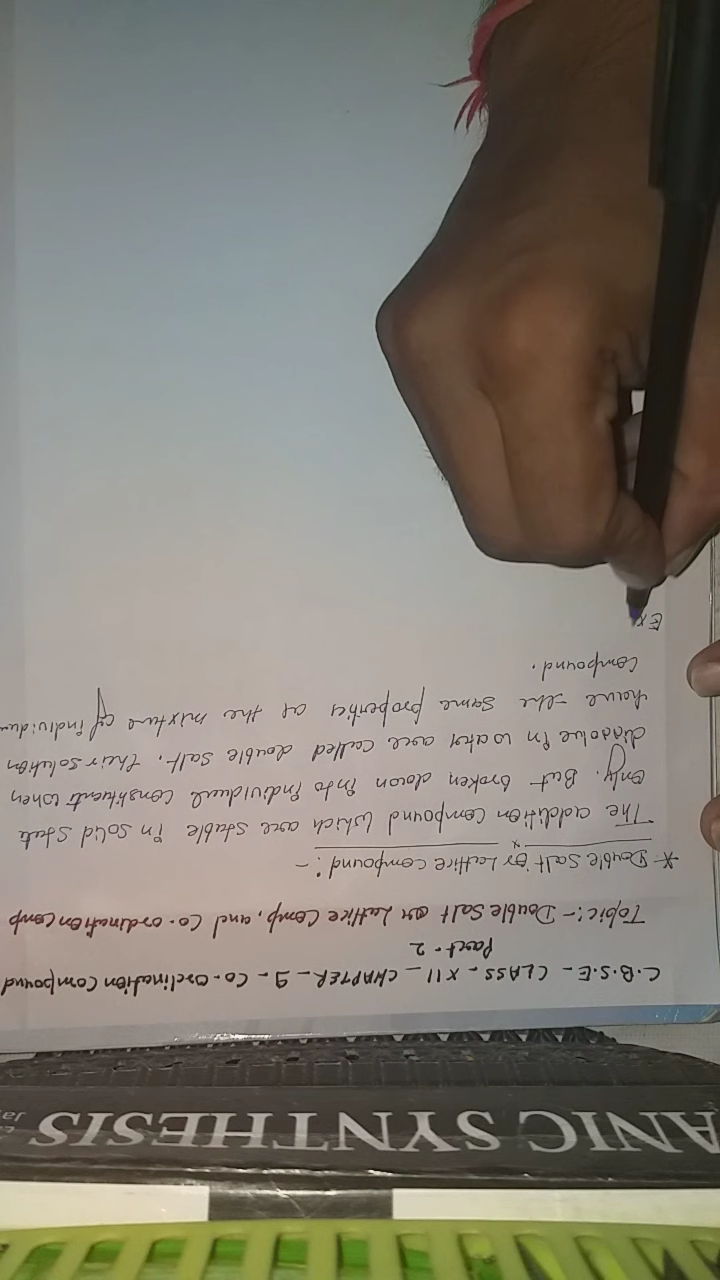 ANIC SYNTHESIS
C.B.S.E - CLASS - XII - CHAPTER - 9 - Co-ordination Compound
Part - 2
Topic:- Double Salt or Lattice Comp, and Co-ordination Comp
* Double Salt or Lattice Compound:-
The addition Compound which are stable in Solid State
only. But broken down into individual Constituent when
dissolve in water are called double salt. Their solution
have the same properties as the mixture of individu
Compound.
Ex